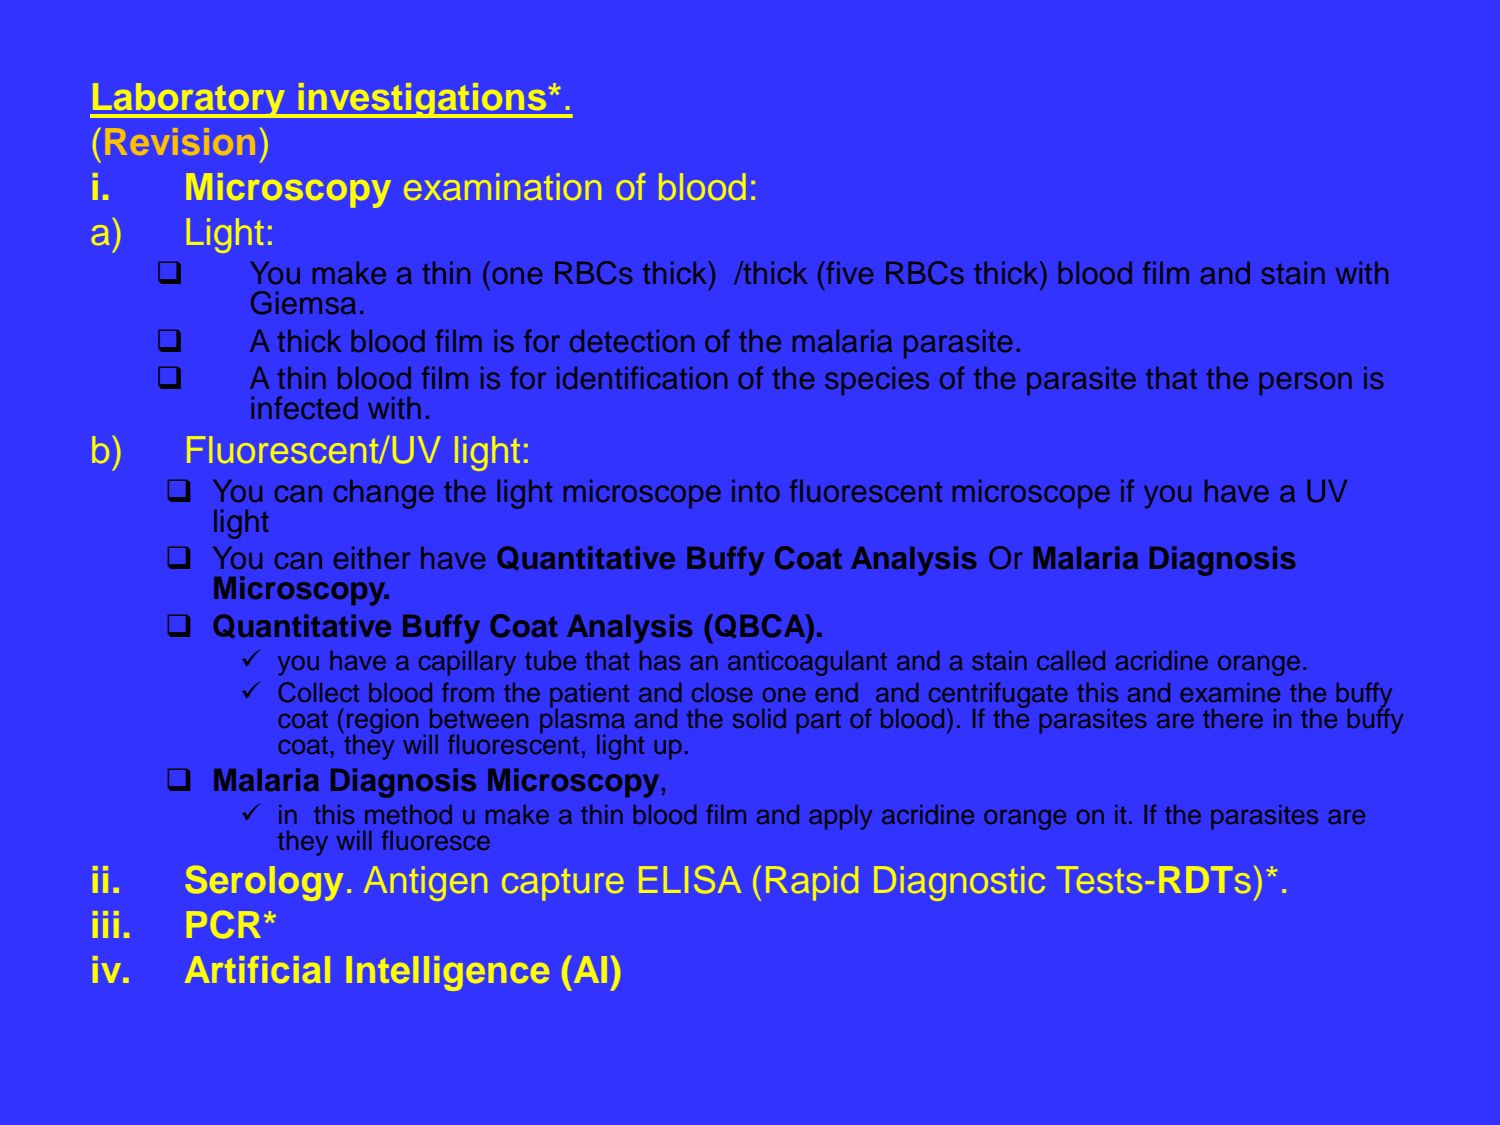 Laboratory investigations*.
(Revision)
i. Microscopy examination of blood:
a) Light:
❑ You make a thin (one RBCs thick)  /thick (five RBCs thick) blood film and stain with
Giemsa.
❑ A thick blood film is for detection of the malaria parasite.
❑ A thin blood film is for identification of the species of the parasite that the person is
infected with.
b) Fluorescent/UV light:
❑ You can change the light microscope into fluorescent microscope if you have a UV
light
❑ You can either have Quantitative Buffy Coat Analysis Or Malaria Diagnosis
Microscopy.
❑ Quantitative Buffy Coat Analysis (QBCA).
✓ you have a capillary tube that has an anticoagulant and a stain called acridine orange.
✓ Collect blood from the patient and close one end  and centrifugate this and examine the buffy
coat (region between plasma and the solid part of blood). If the parasites are there in the buffy
coat, they will fluorescent, light up.
❑ Malaria Diagnosis Microscopy,
✓ in  this method u make a thin blood film and apply acridine orange on it. If the parasites are
they will fluoresce
ii. Serology. Antigen capture ELISA (Rapid Diagnostic Tests-RDTs)*.
iii. PCR*
iv. Artificial Intelligence (AI)